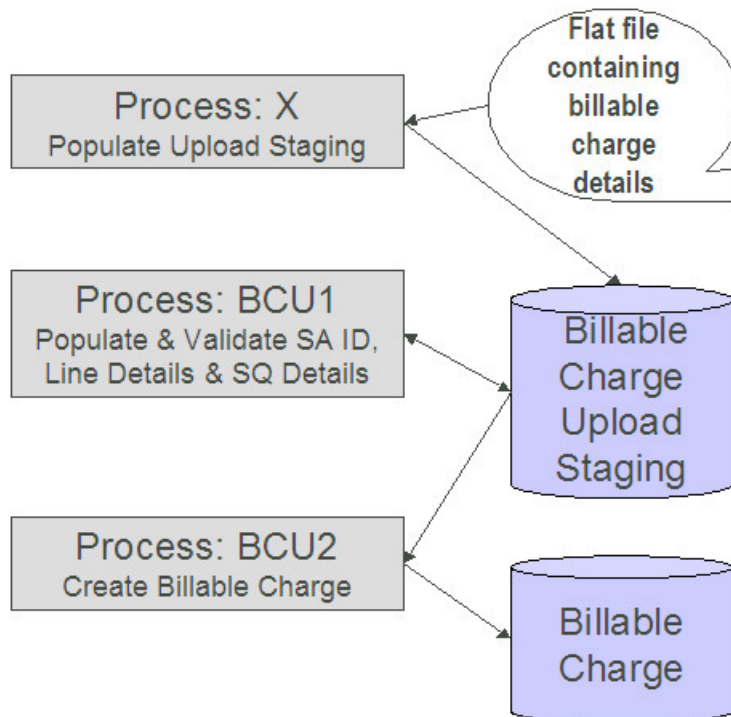 Flat file
containing
billable
charge
details
Process: X
Populate Upload Staging
Process: BCU1
Populate & Validate SA ID,
Line Details & SQ Details
Billable
Charge
Upload
Staging
Process: BCU2
Create Billable Charge
Billable
Charge